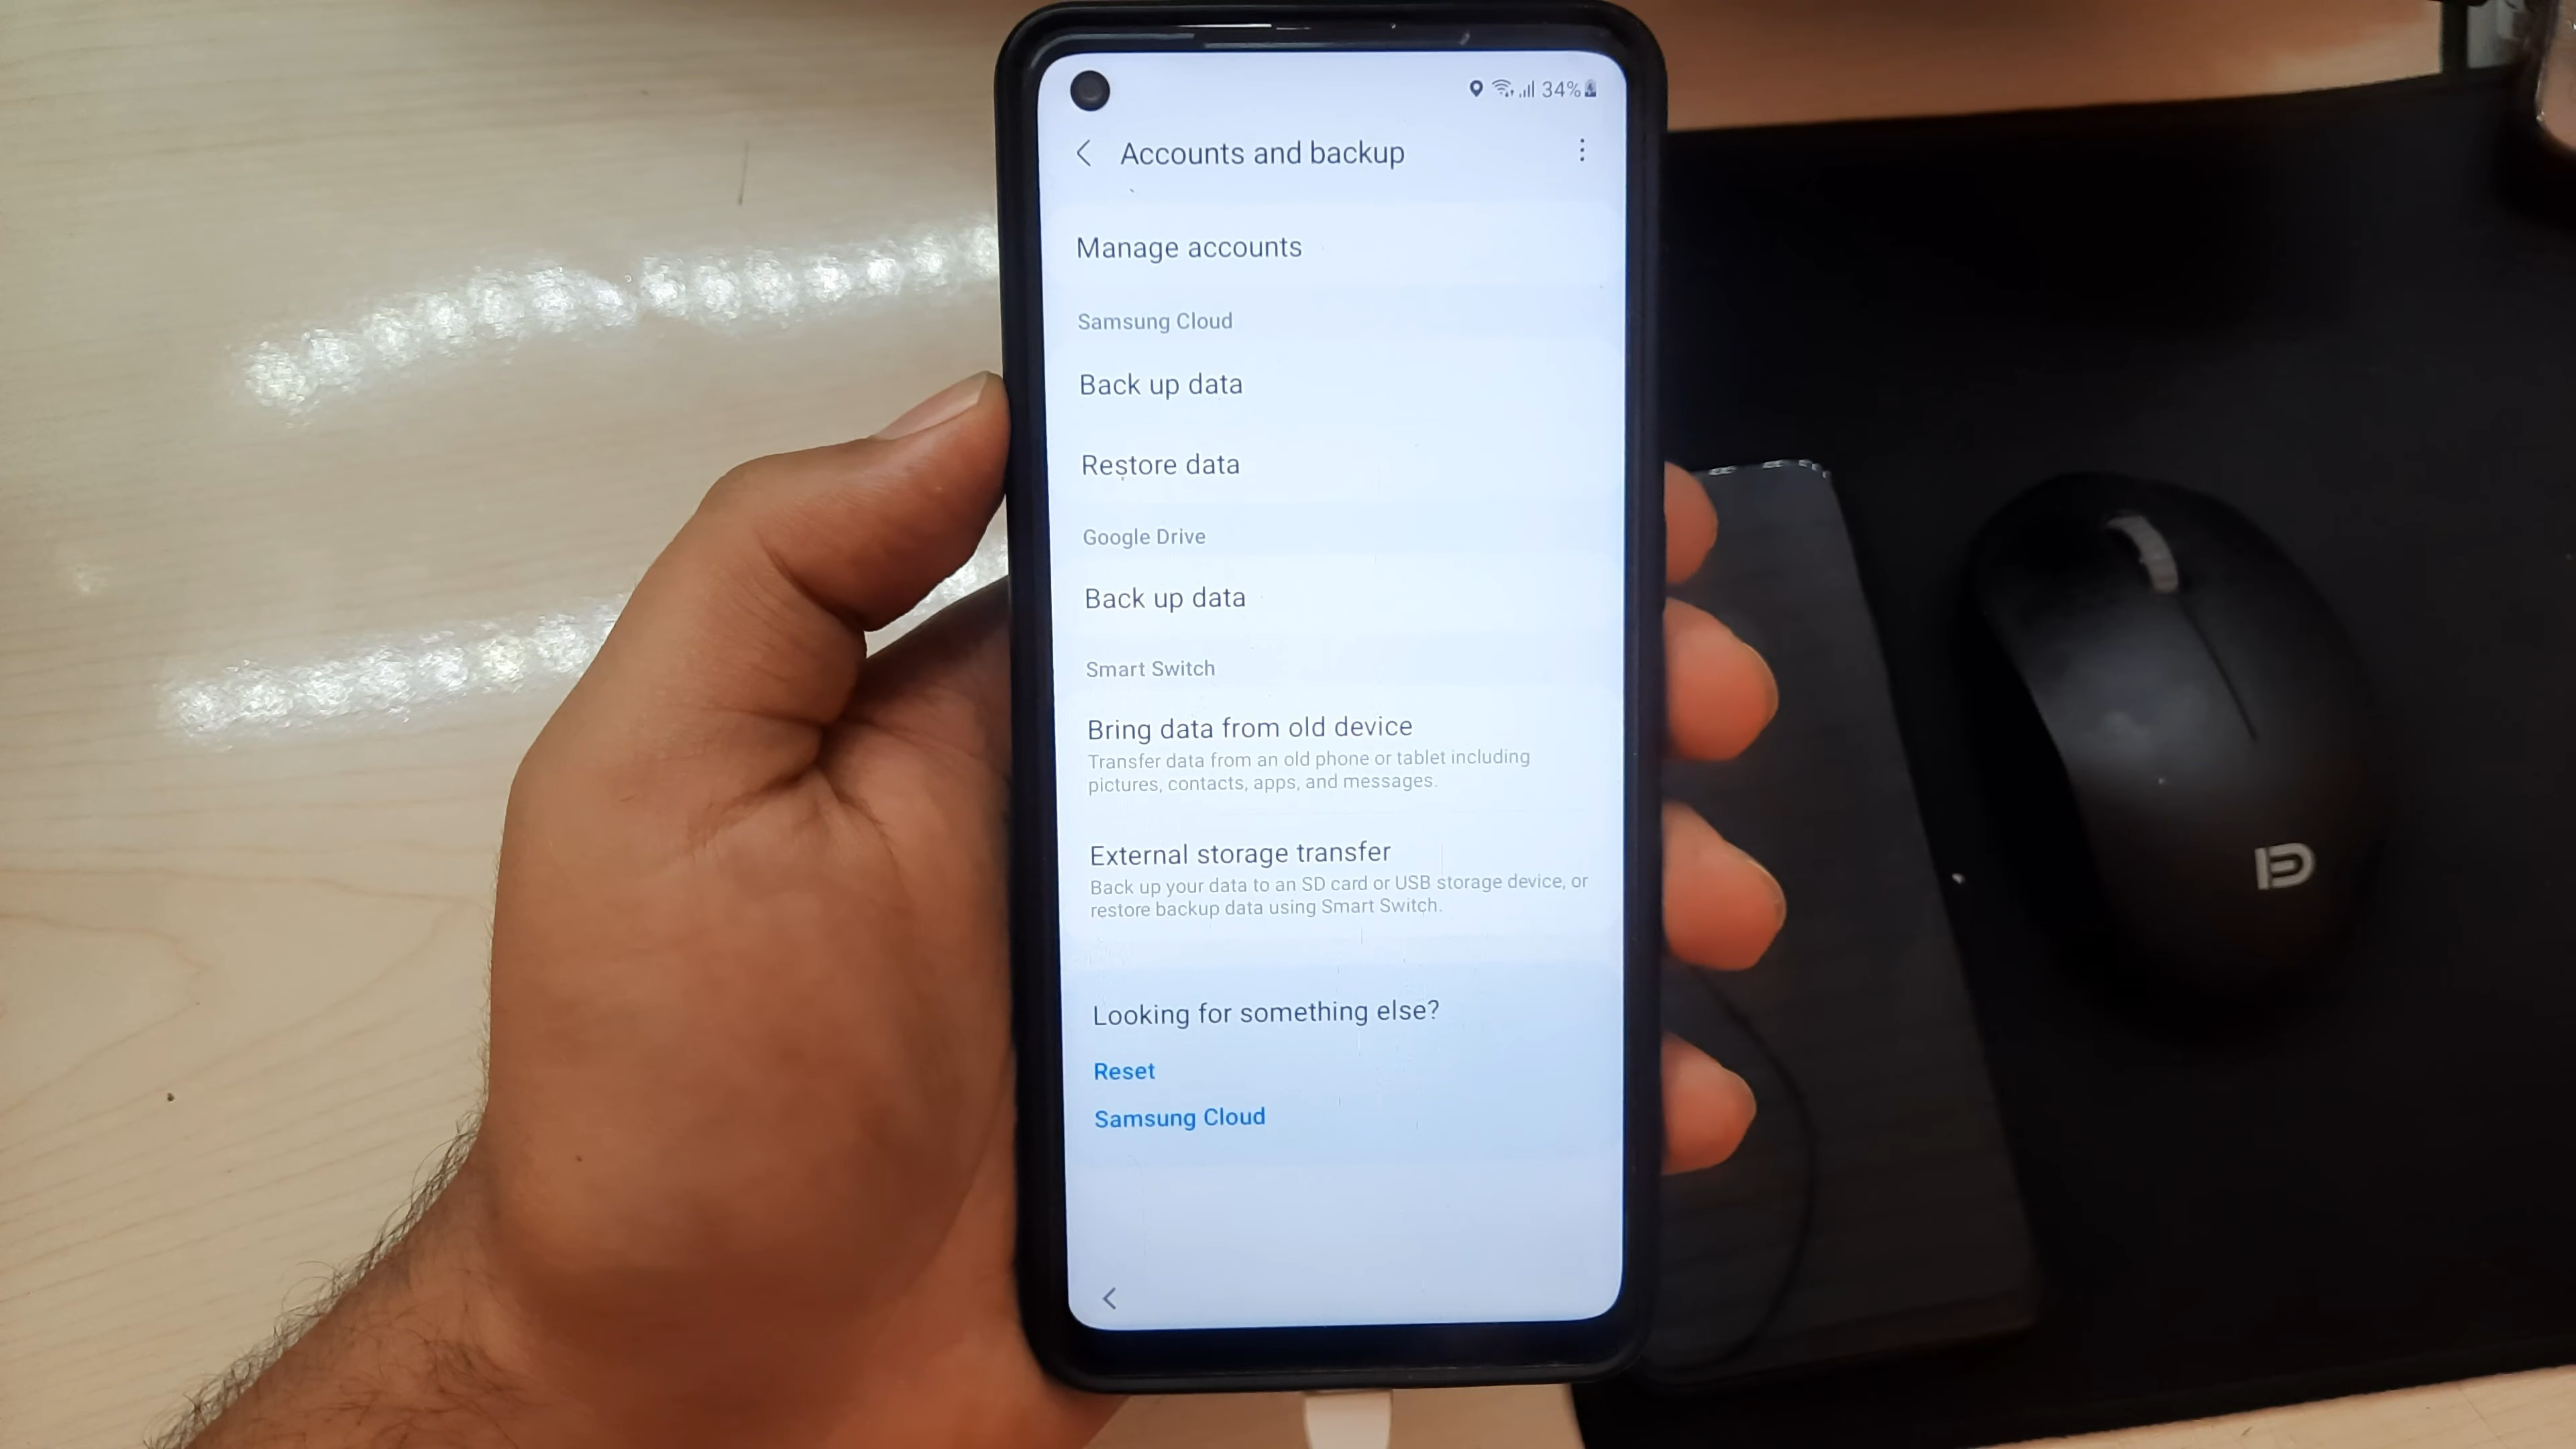 34%
Accounts and backup
Manage accounts
Samsung Cloud
Back up data
Restore data
Google Drive
Back up data
Smart Switch
Bring data from old device
Transfer data from an old phone or tablet including
pictures, contacts, apps, and messages.
External storage transfer
Back up your data to an SD card or USB storage device, or
restore backup data using Smart Switch.
Looking for something else?
Reset
Samsung Cloud